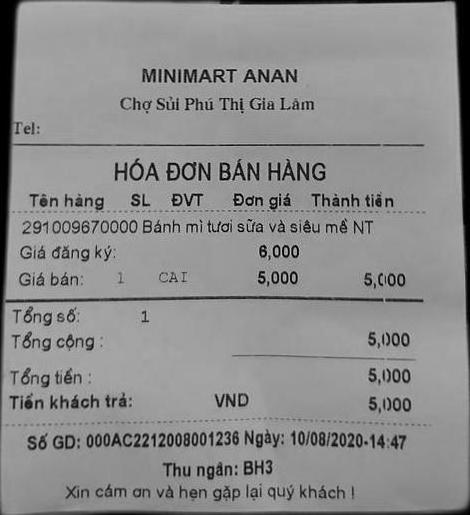 MINIMART ANAN
Chợ Sủi Phú Thị Gia Lâm
Tel:
HÓA ĐƠN BÁN HÀNG
Tên hàng SL ĐVT Đơn giá Thành tiền
291009670000 Bánh mì tươi sữa và siêu mề NT
Giá đăng ký: 6,000
Giá bán: 1 CAI 5,000 5,000
Tổng số: 1
Tổng cộng : 5,000
Tổng tiền : 5,000
Tiền khách trả: VND 5,000
Số GD: 000AC2212008001236 Ngày: 10/08/2020-14:47
Thu ngân: BH3
Xin cám ơn và hẹn gặp lại quý khách !